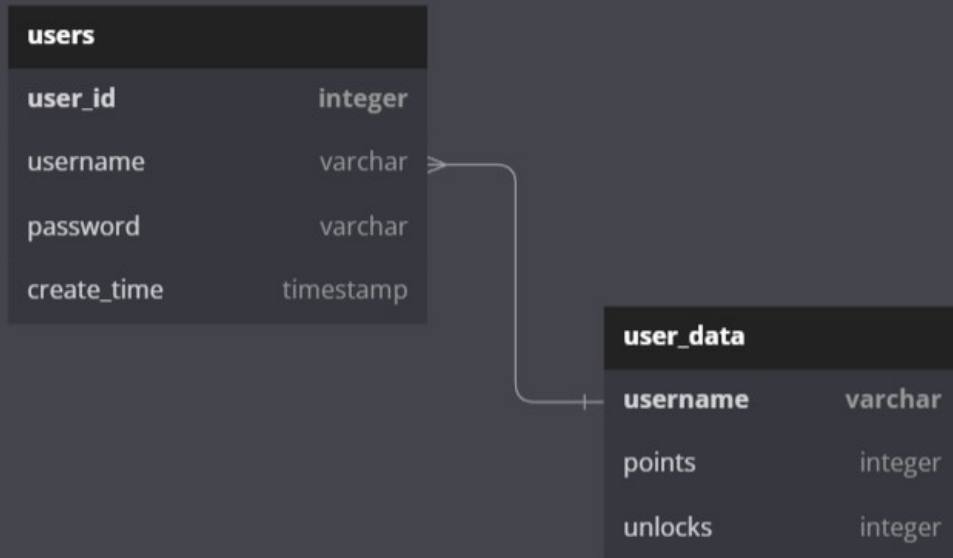 users
user_id integer
username varchar
password varchar
create_time timestamp
user_data
username varchar
points integer
unlocks integer